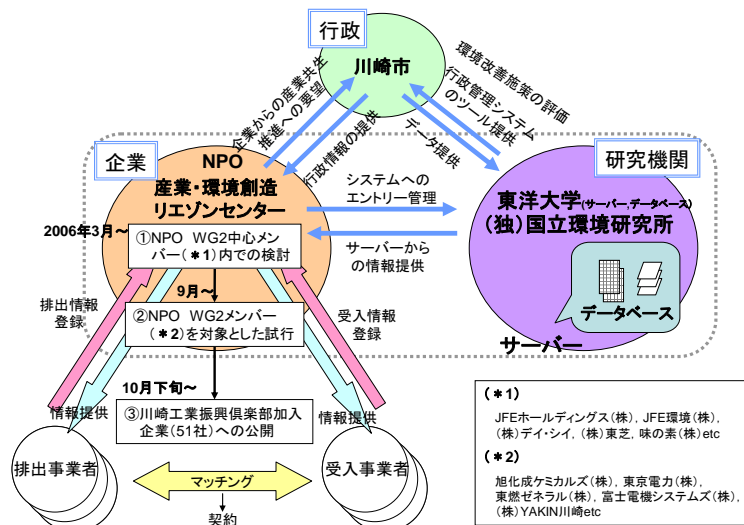 行政
川崎市
企業からの産業共生
推進への要望
行政情報の提供
環境改善施策の評価
行政管理システム
のツール提供
データ提供
企業
NPO
産業・環境創造
リエゾンセンター
研究機関
東洋大学(サーバー,データベース)
(独)国立環境研究所
システムへの
エントリー管理
サーバーから
の情報提供
データベース
サーバー
2006年3月~
①NPO WG2中心メン
バー(*1)内での検討
9月~
②NPO WG2メンバー
(*2)を対象とした試行
10月下旬~
③川崎工業振興倶楽部加入
企業(51社)への公開
排出情報
登録
受入情報
登録
情報提供
情報提供
排出事業者
受入事業者
マッチング
契約
(*1)
JFEホールディングス(株), JFE環境(株),
(株)デイ・シイ, (株)東芝, 味の素(株)etc
(*2)
旭化成ケミカルズ(株), 東京電力(株),
東燃ゼネラル(株), 富士電機システムズ(株),
(株)YAKIN川崎etc